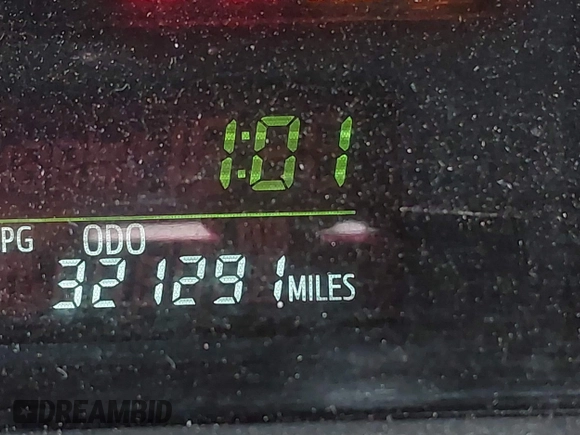 1:01
PG ODO
321291 MILES
DREAMBID